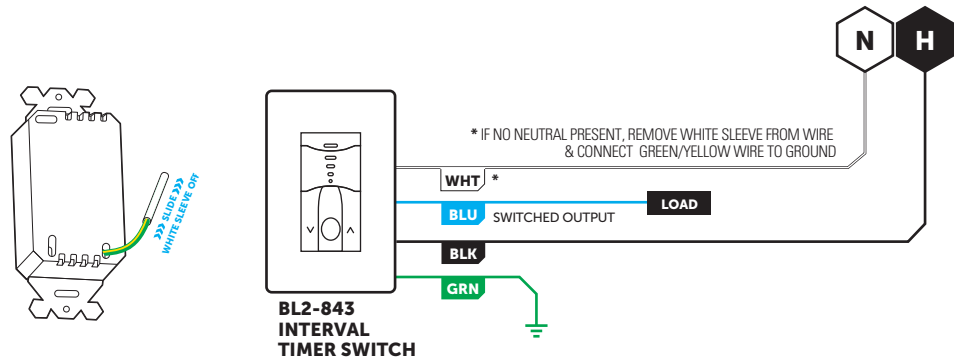 N H
* IF NO NEUTRAL PRESENT, REMOVE WHITE SLEEVE FROM WIRE
& CONNECT GREEN/YELLOW WIRE TO GROUND
WHT *
BLU SWITCHED OUTPUT LOAD
BLK
GRN
BL2-843
INTERVAL
TIMER SWITCH
>>> SLIDE >>>
WHITE SLEEVE OFF